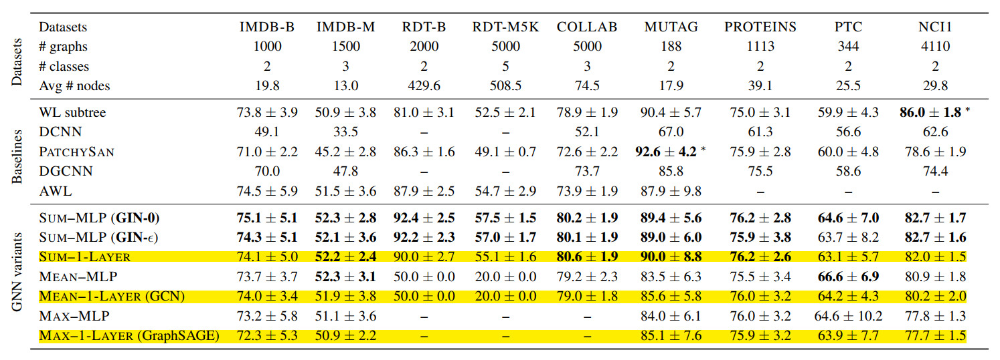 Datasets
Datasets IMDB-B IMDB-M RDT-B RDT-M5K COLLAB MUTAG PROTEINS PTC NCI1
# graphs 1000 1500 2000 5000 5000 188 1113 344 4110
# classes 2 3 2 5 3 2 2 2 2
Avg # nodes 19.8 13.0 429.6 508.5 74.5 17.9 39.1 25.5 29.8
Baselines
WL subtree 73.8 ± 3.9 50.9 ± 3.8 81.0 ± 3.1 52.5 ± 2.1 78.9 ± 1.9 90.4 ± 5.7 75.0 ± 3.1 59.9 ± 4.3 86.0 ± 1.8 *
DCNN 49.1 33.5 – – 52.1 67.0 61.3 56.6 62.6
PATCHYSAN 71.0 ± 2.2 45.2 ± 2.8 86.3 ± 1.6 49.1 ± 0.7 72.6 ± 2.2 92.6 ± 4.2 * 75.9 ± 2.8 60.0 ± 4.8 78.6 ± 1.9
DGCNN 70.0 47.8 – – 73.7 85.8 75.5 58.6 74.4
AWL 74.5 ± 5.9 51.5 ± 3.6 87.9 ± 2.5 54.7 ± 2.9 73.9 ± 1.9 87.9 ± 9.8 – – –
GNN variants
SUM–MLP (GIN-0) 75.1 ± 5.1 52.3 ± 2.8 92.4 ± 2.5 57.5 ± 1.5 80.2 ± 1.9 89.4 ± 5.6 76.2 ± 2.8 64.6 ± 7.0 82.7 ± 1.7
SUM–MLP (GIN-ϵ) 74.3 ± 5.1 52.1 ± 3.6 92.2 ± 2.3 57.0 ± 1.7 80.1 ± 1.9 89.0 ± 6.0 75.9 ± 3.8 63.7 ± 8.2 82.7 ± 1.6
SUM–1-LAYER 74.1 ± 5.0 52.2 ± 2.4 90.0 ± 2.7 55.1 ± 1.6 80.6 ± 1.9 90.0 ± 8.8 76.2 ± 2.6 63.1 ± 5.7 82.0 ± 1.5
MEAN–MLP 73.7 ± 3.7 52.3 ± 3.1 50.0 ± 0.0 20.0 ± 0.0 79.2 ± 2.3 83.5 ± 6.3 75.5 ± 3.4 66.6 ± 6.9 80.9 ± 1.8
MEAN–1-LAYER (GCN) 74.0 ± 3.4 51.9 ± 3.8 50.0 ± 0.0 20.0 ± 0.0 79.0 ± 1.8 85.6 ± 5.8 76.0 ± 3.2 64.2 ± 4.3 80.2 ± 2.0
MAX–MLP 73.2 ± 5.8 51.1 ± 3.6 – – – 84.0 ± 6.1 76.0 ± 3.2 64.6 ± 10.2 77.8 ± 1.3
MAX–1-LAYER (GraphSAGE) 72.3 ± 5.3 50.9 ± 2.2 – – – 85.1 ± 7.6 75.9 ± 3.2 63.9 ± 7.7 77.7 ± 1.5